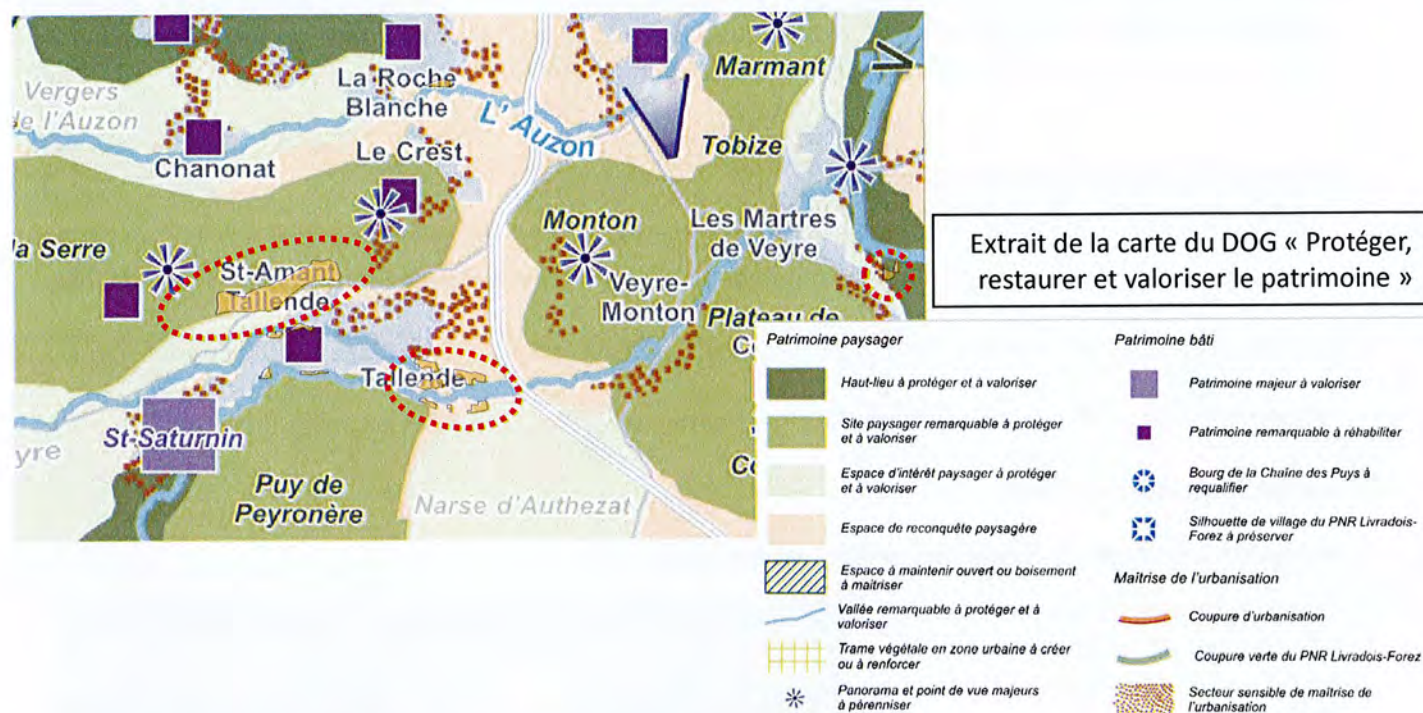 Marmant
La Roche
Blanche
Vergers
de l'Auzon
L' Auzon
Chanonat
Le Crest
Tobize
Monton
Les Martres
de Veyre
la Serre
St-Amant
Tallende
Veyre-
Monton
Plateau de
Tallende
St-Saturnin
Puy de
Peyronère
Narse d'Authezat
Extrait de la carte du DOG « Protéger,
restaurer et valoriser le patrimoine »
Patrimoine paysager
Haut-lieu à protéger et à valoriser
Site paysager remarquable à protéger
et à valoriser
Espace d'intérêt paysager à protéger
et à valoriser
Espace de reconquête paysagère
Espace à maintenir ouvert ou boisement
à maîtriser
Vallée remarquable à protéger et à
valoriser
Trame végétale en zone urbaine à créer
ou à renforcer
Panorama et point de vue majeurs
à pérenniser
Patrimoine bâti
Patrimoine majeur à valoriser
Patrimoine remarquable à réhabiliter
Bourg de la Chaîne des Puys à
requalifier
Silhouette de village du PNR Livradois-
Forez à préserver
Maîtrise de l'urbanisation
Coupure d'urbanisation
Coupure verte du PNR Livradois-Forez
Secteur sensible de maîtrise de
l'urbanisation